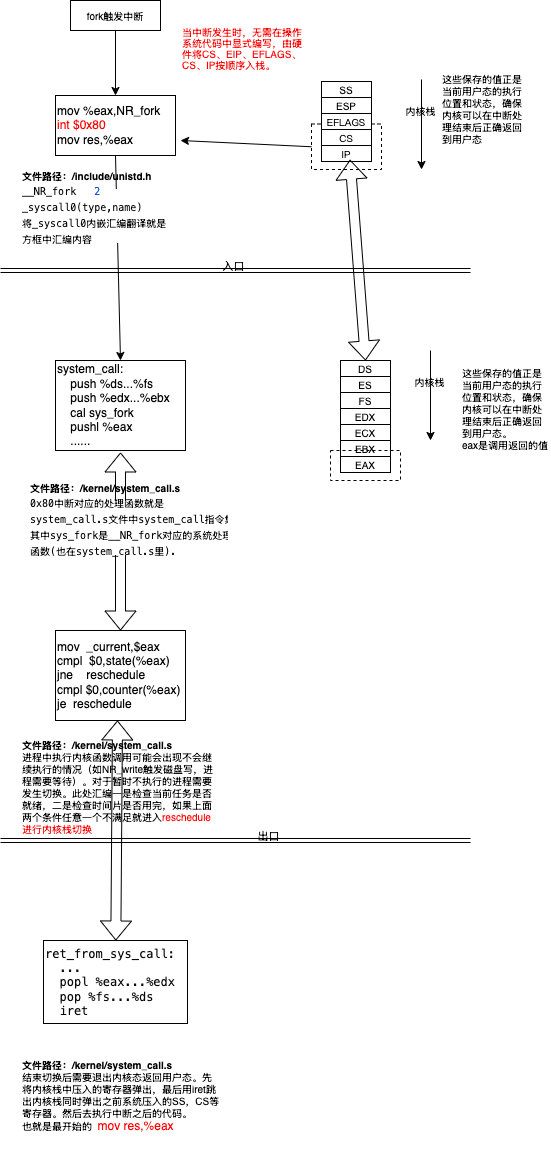 fork触发中断
当中断发生时，无需在操作
系统代码中显式编写，由硬
件将CS、EIP、EFLAGS、
CS、IP按顺序入栈。
mov %eax,NR_fork
int $0x80
mov res,%eax
SS
ESP
EFLAGS
CS
IP
内核栈
这些保存的值正是
当前用户态的执行
位置和状态，确保
内核可以在中断处
理结束后正确返回
到用户态
文件路径：/include/unistd.h
__NR_fork 2
_syscall0(type,name)
将_syscall0内嵌汇编翻译就是
方框中汇编内容
入口
system_call:
push %ds...%fs
push %edx...%ebx
cal sys_fork
pushl %eax
......
DS
ES
FS
EDX
ECX
EBX
EAX
内核栈
这些保存的值正是
当前用户态的执行
位置和状态，确保
内核可以在中断处
理结束后正确返回
到用户态。
eax是调用返回的值
文件路径：/kernel/system_call.s
0x80中断对应的处理函数就是
system_call.s文件中system_call指令集
其中sys_fork是__NR_fork对应的系统处理
函数(也在system_call.s里).
mov _current,$eax
cmpl $0,state(%eax)
jne reschedule
cmpl $0,counter(%eax)
je reschedule
文件路径：/kernel/system_call.s
进程中执行内核函数调用可能会出现不会继
续执行的情况（如NR_write触发磁盘写，进
程需要等待）。对于暂时不执行的进程需要
发生切换。此处汇编一是检查当前任务是否
就绪，二是检查时间片是否用完，如果上面
两个条件任意一个不满足就进入reschedule
进行内核栈切换
出口
ret_from_sys_call:
...
popl %eax...%edx
pop %fs...%ds
iret
文件路径：/kernel/system_call.s
结束切换后需要退出内核态返回用户态。先
将内核栈中压入的寄存器弹出，最后用iret跳
出内核栈同时弹出之前系统压入的SS，CS等
寄存器。然后去执行中断之后的代码。
也就是最开始的 mov res,%eax